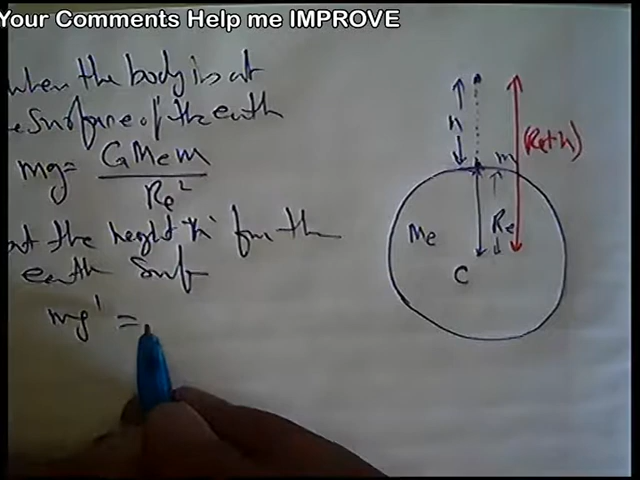 Your Comments Help me IMPROVE
when the body is at
e surface of the earth
mg = GMem
Re²
at the height "h" from the
earth surf
mg' =
h
m
(Re+h)
Re
Me
C